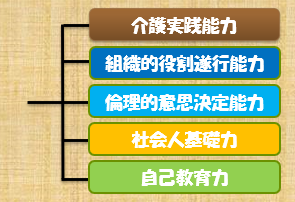 介護実践能力
組織的役割遂行能力
倫理的意思決定能力
社会人基礎力
自己教育力